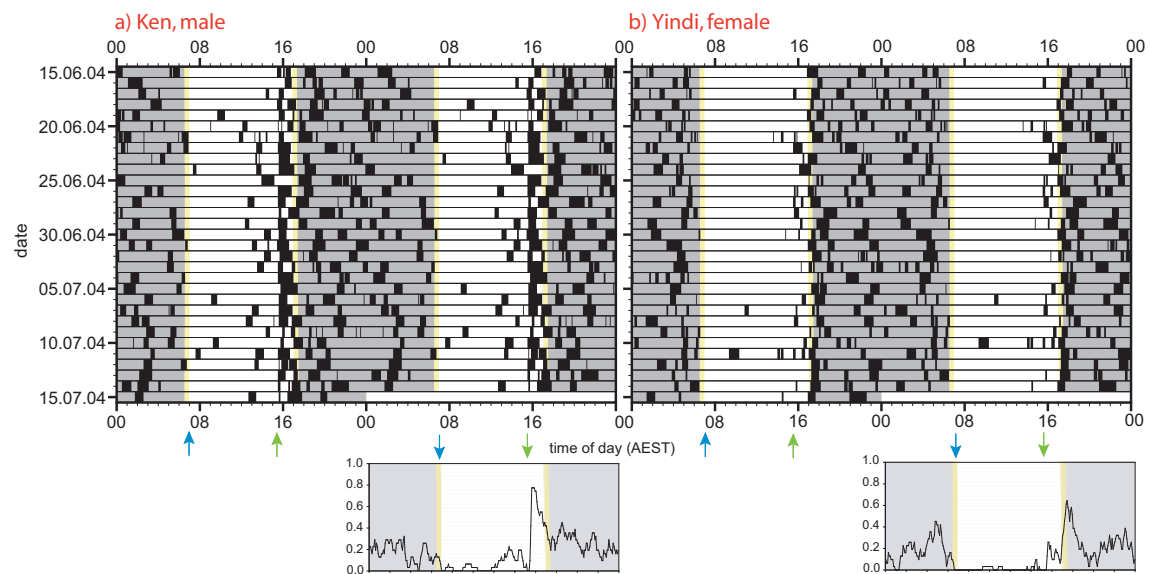 a) Ken, male
b) Yindi, female
00 08 16 00 08 16 00
00 08 16 00 08 16 00
15.06.04
20.06.04
25.06.04
30.06.04
05.07.04
10.07.04
15.07.04
date
00 08 16 00 08 16 00
08 16 00 08 16 00
time of day (AEST)
1.0
0.8
0.6
0.4
0.2
0.0
1.0
0.8
0.6
0.4
0.2
0.0